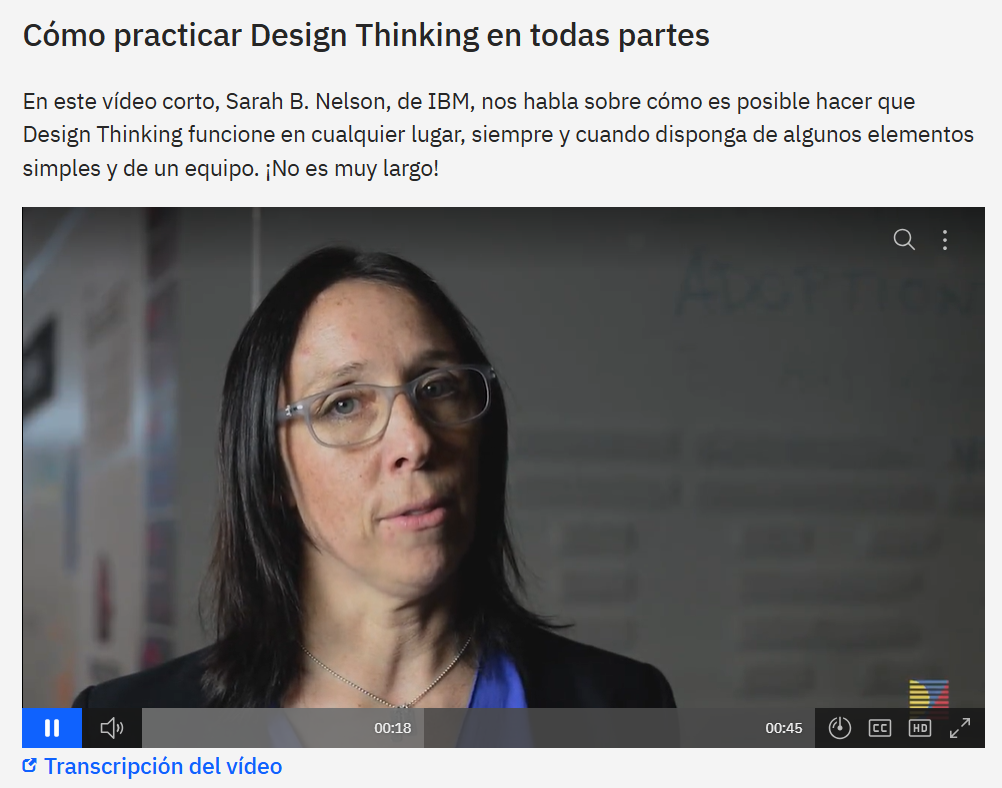 Cómo practicar Design Thinking en todas partes
En este vídeo corto, Sarah B. Nelson, de IBM, nos habla sobre cómo es posible hacer que
Design Thinking funcione en cualquier lugar, siempre y cuando disponga de algunos elementos
simples y de un equipo. ¡No es muy largo!
ADOPTION
00:18
00:45
CC
HD
Transcripción del vídeo